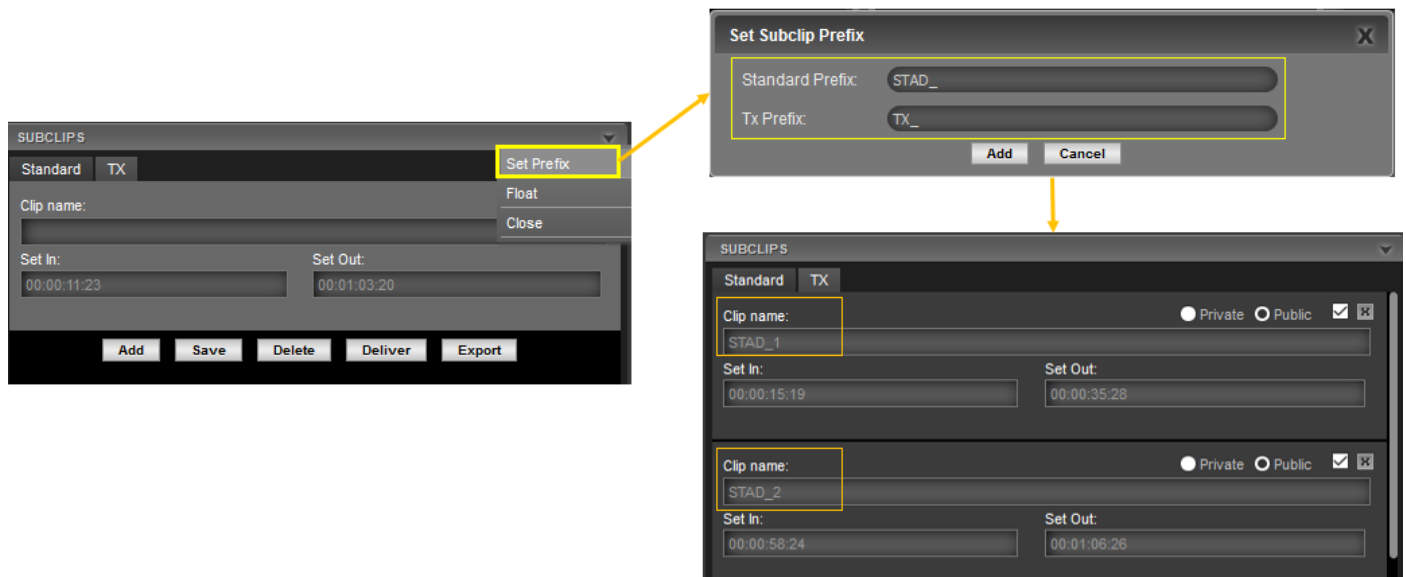 SUBCLIPS
Standard TX
Set Prefix
Float
Close
Clip name:
Set In: Set Out:
00:00:11:23 00:01:03:20
Add Save Delete Deliver Export
Set Subclip Prefix X
Standard Prefix: STAD_
Tx Prefix: TX_
Add Cancel
SUBCLIPS
Standard TX
Clip name: Private Public
STAD_1
Set In: Set Out:
00:00:15:19 00:00:35:28
Clip name: Private Public
STAD_2
Set In: Set Out:
00:00:58:24 00:01:06:26